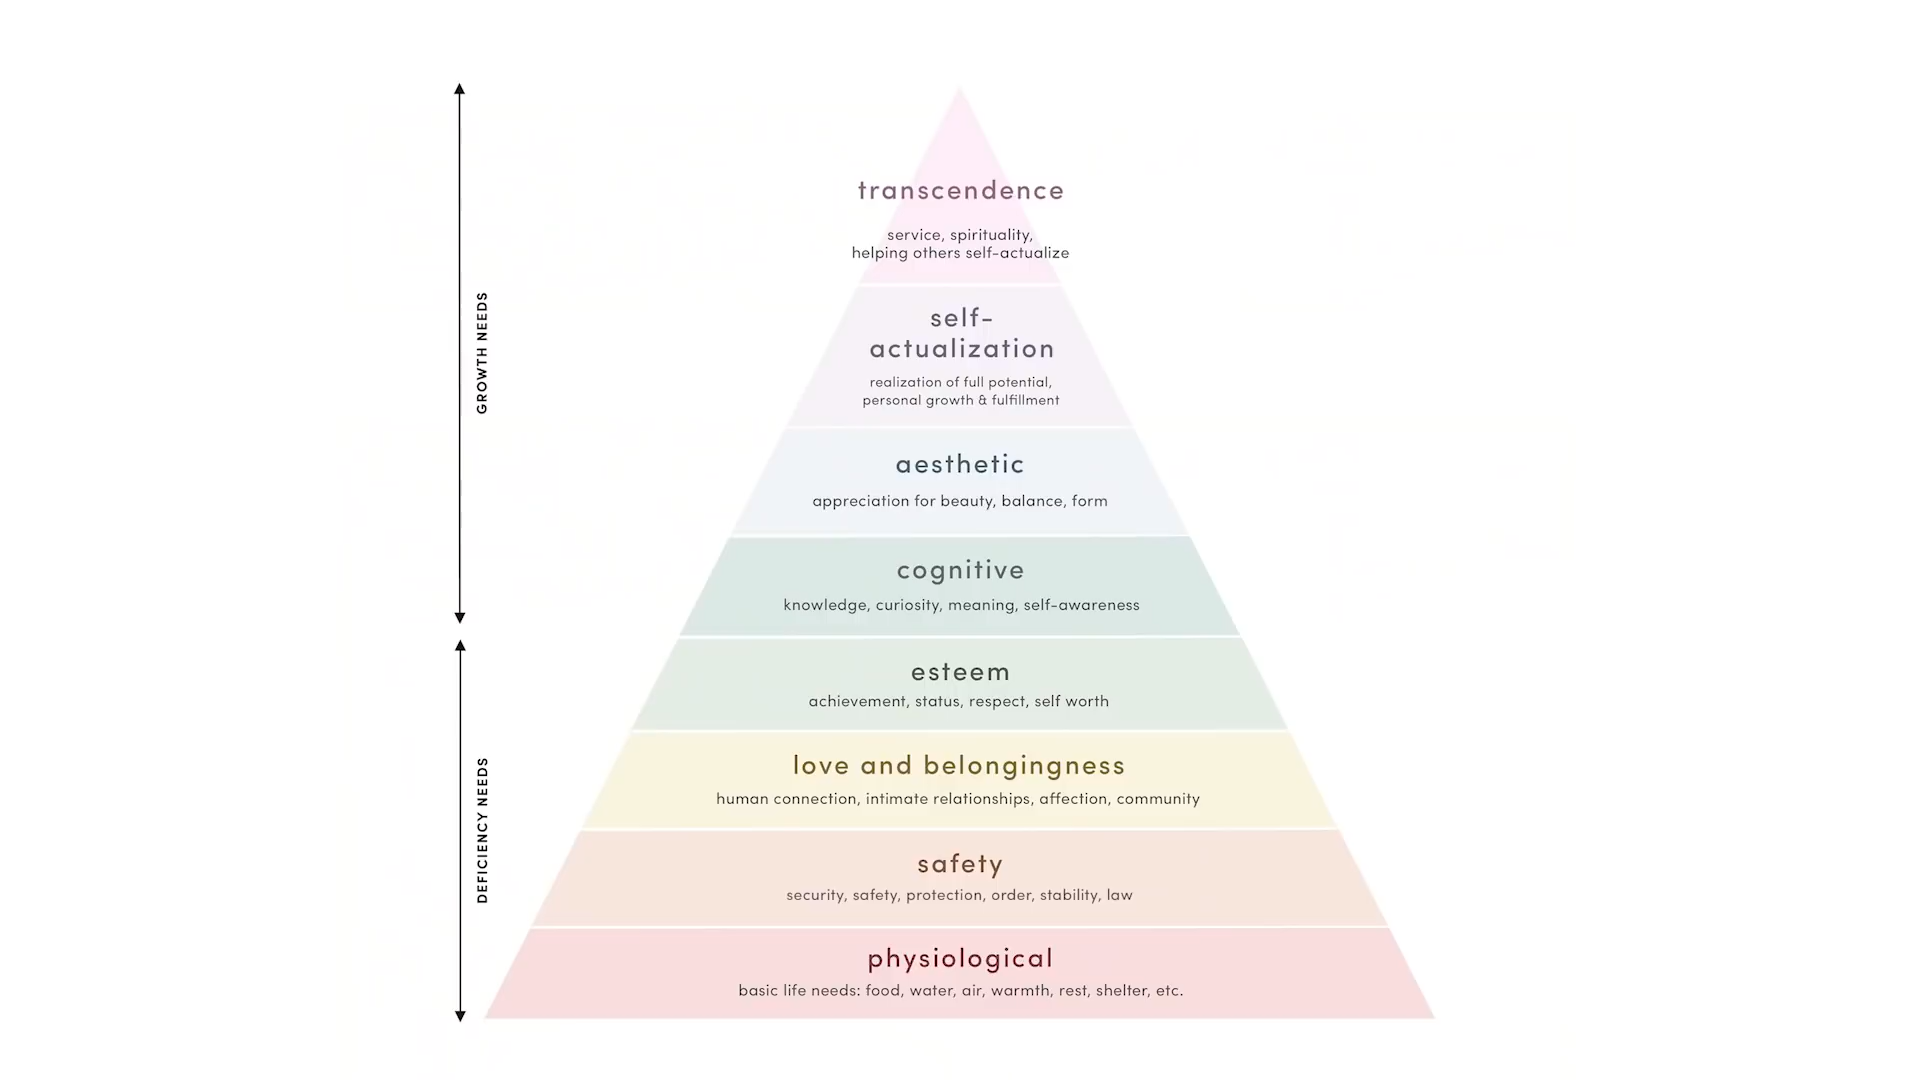 transcendence
service, spirituality,
helping others self-actualize
self-
actualization
realization of full potential,
personal growth & fulfillment
aesthetic
appreciation for beauty, balance, form
cognitive
knowledge, curiosity, meaning, self-awareness
esteem
achievement, status, respect, self worth
love and belongingness
human connection, intimate relationships, affection, community
safety
security, safety, protection, order, stability, law
physiological
basic life needs: food, water, air, warmth, rest, shelter, etc.
GROWTH NEEDS
DEFICIENCY NEEDS